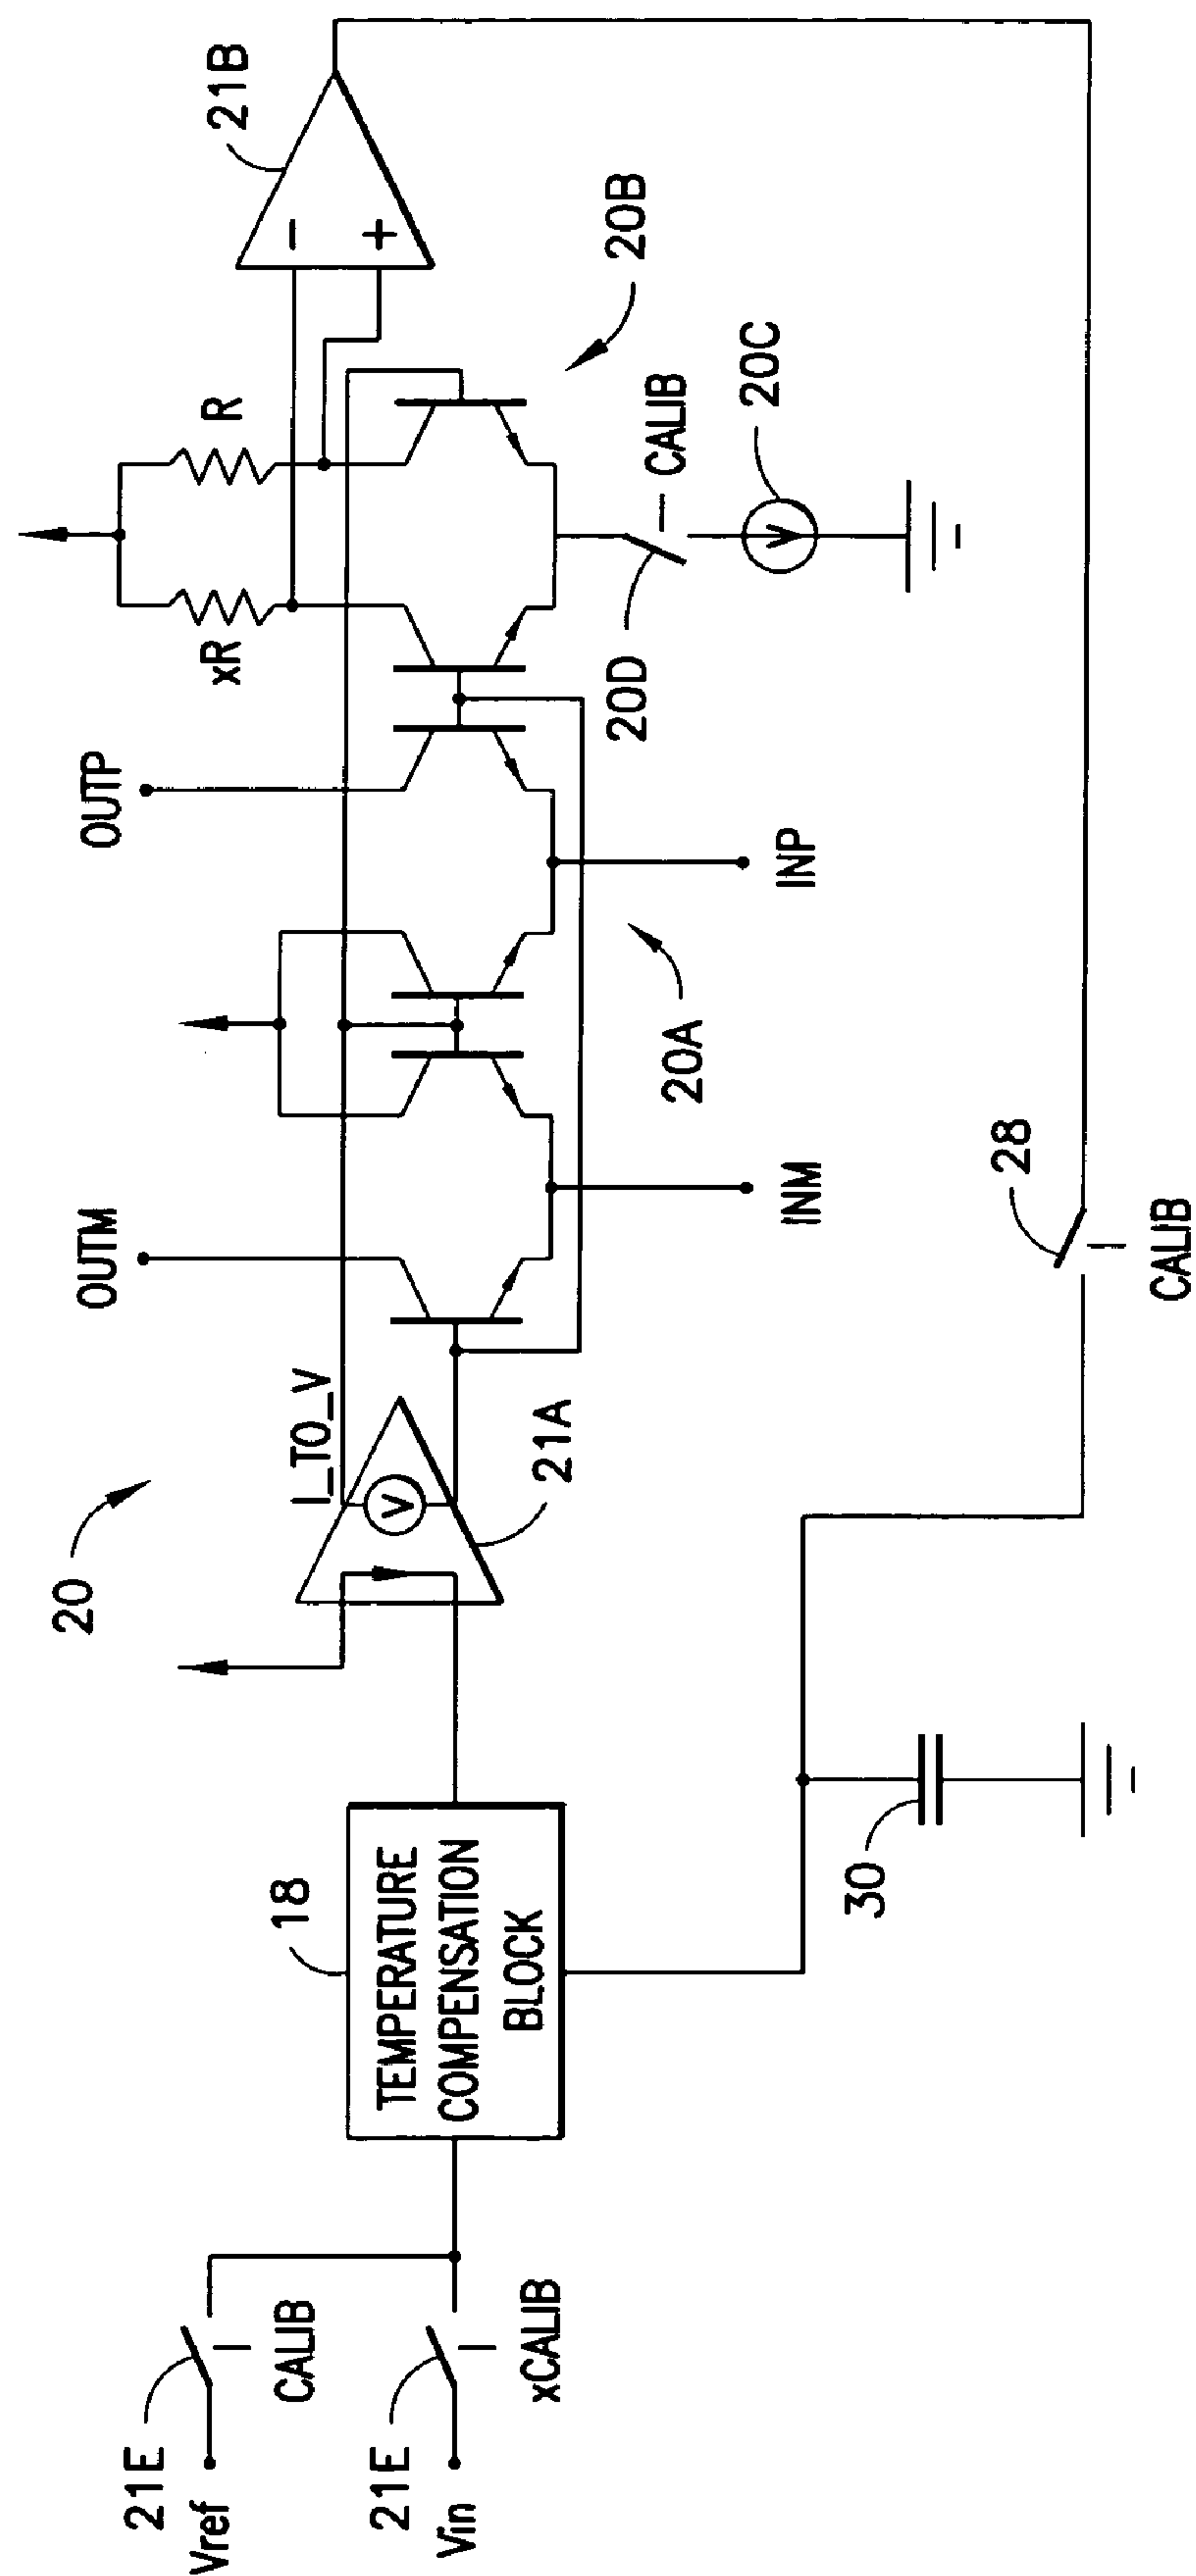 20
I_TO_V
21A
18
TEMPERATURE
COMPENSATION
BLOCK
21E
Vref
CALIB
21E
Vin
xCALIB
30
28
CALIB
OUTM
INM
20A
OUTP
INP
xR
R
−
+
21B
20B
20D
CALIB
20C
V
V